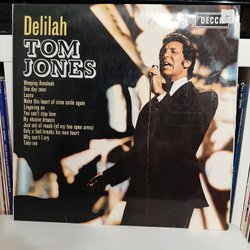 Delilah
DECCA
TOM
JONES
Weeping Annaleah
One day soon
Laura
Make this heart of mine smile again
Lingering on
You can't stop love
My elusive dreams
Just out of reach (of my two open arms)
Only a fool breaks his own heart
Why can't I cry
Take me